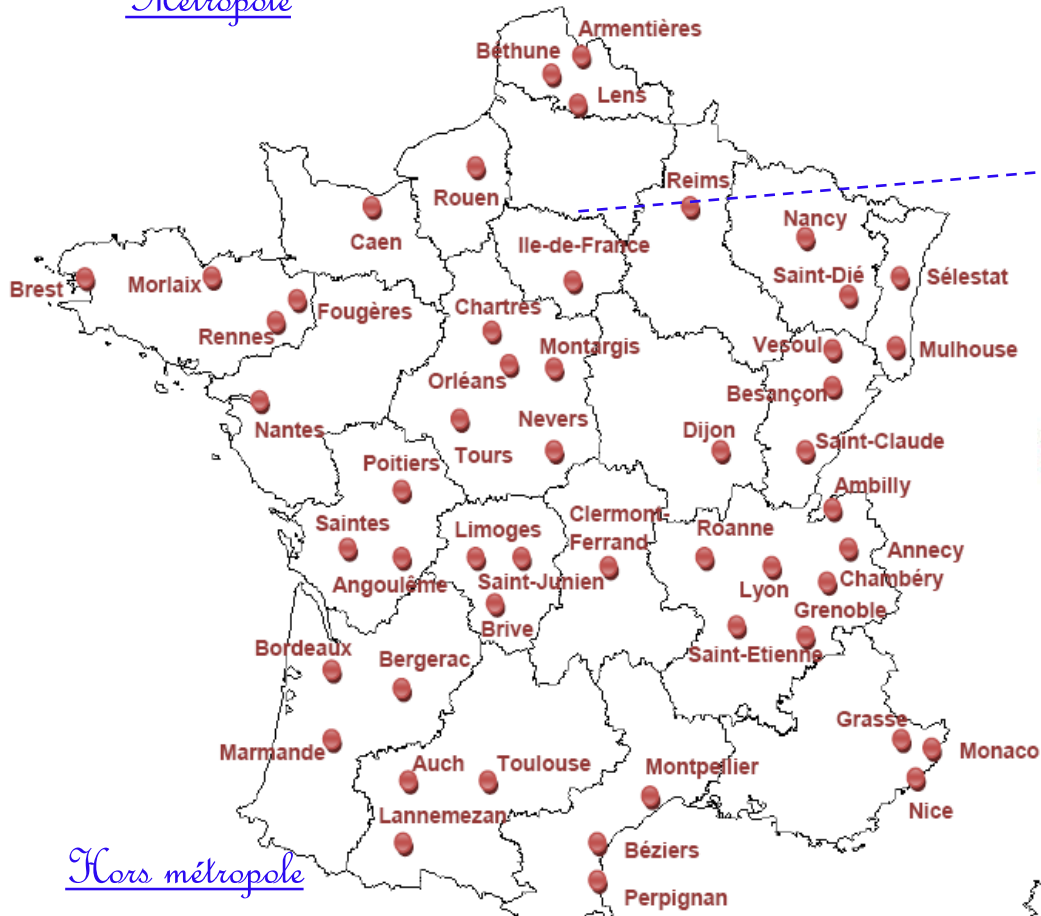 Métropole
Armentières
Béthune
Lens
Reims
Rouen
Nancy
Caen
Ile-de-France
Saint-Dié
Sélestat
Brest
Morlaix
Chartres
Fougères
Rennes
Vesoul
Montargis
Mulhouse
Orléans
Besançon
Nevers
Nantes
Dijon
Saint-Claude
Tours
Poitiers
Ambilly
Clermont-
Ferrand
Saintes
Limoges
Roanne
Annecy
Angoulème
Saint-Junien
Chambéry
Lyon
Grenoble
Brive
Bordeaux
Saint-Etienne
Bergerac
Grasse
Marmande
Monaco
Auch
Toulouse
Montpellier
Nice
Lannemezan
Béziers
Hors métropole
Perpignan